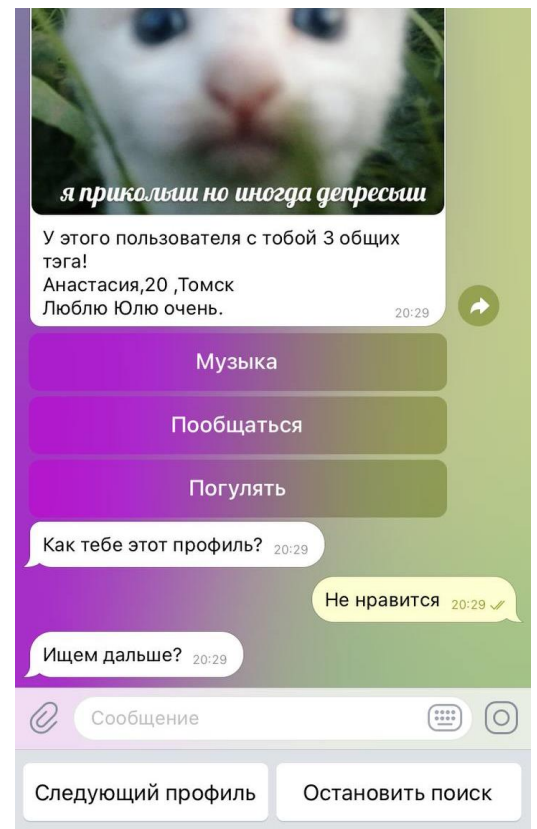 я приколыш но иногда депресыш
У этого пользователя с тобой 3 общих
тэга!
Анастасия,20 ,Томск
Люблю Юлю очень.
20:29
Музыка
Пообщаться
Погулять
Как тебе этот профиль? 20:29
Не нравится 20:29
Ищем дальше? 20:29
Сообщение
Следующий профиль
Остановить поиск